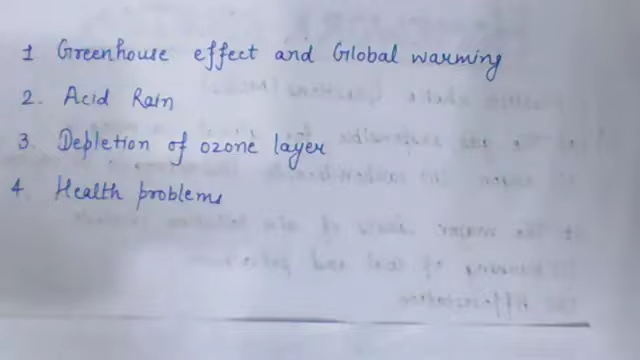 1 Greenhouse effect and Global warming
2. Acid Rain
3. Depletion of ozone layer
4. Health problems